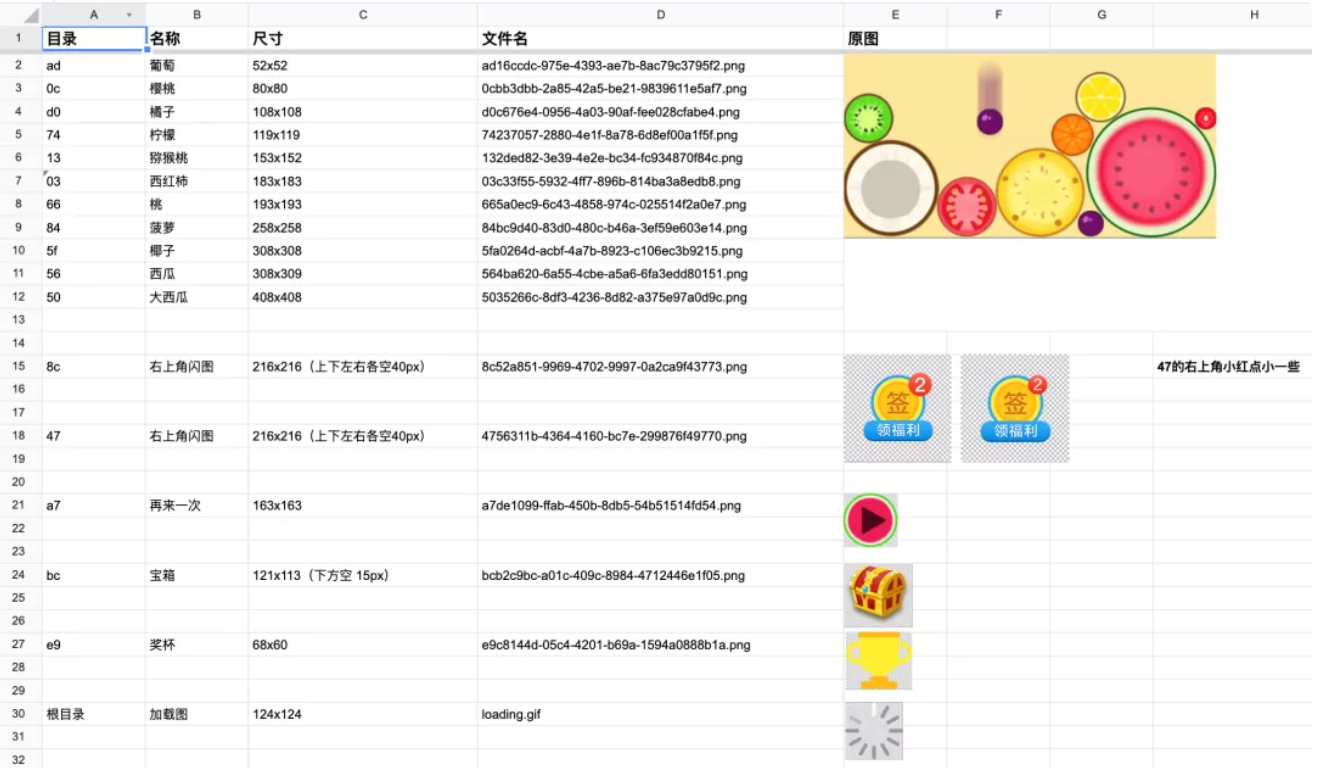 A B C D E F G H
1 目录 名称 尺寸 文件名 原图
2 ad 葡萄 52x52 ad16ccdc-975e-4393-ae7b-8ac79c3795f2.png
3 0c 樱桃 80x80 0cbb3dbb-2a85-42a5-be21-9839611e5af7.png
4 d0 橘子 108x108 d0c676e4-0956-4a03-90af-fee028cfabe4.png
5 74 柠檬 119x119 74237057-2880-4e1f-8a78-6d8ef00a1f5f.png
6 13 猕猴桃 153x152 132ded82-3e39-4e2e-bc34-fc934870f84c.png
7 03 西红柿 183x183 03c33f55-5932-4ff7-896b-814ba3a8edb8.png
8 66 桃 193x193 665a0ec9-6c43-4858-974c-025514f2a0e7.png
9 84 菠萝 258x258 84bc9d40-83d0-480c-b46a-3ef59e603e14.png
10 5f 椰子 308x308 5fa0264d-acbf-4a7b-8923-c106ec3b9215.png
11 56 西瓜 308x309 564ba620-6a55-4cbe-a5a6-6fa3edd80151.png
12 50 大西瓜 408x408 5035266c-8df3-4236-8d82-a375e97a0d9c.png
13
14
15 8c 右上角闪图 216x216（上下左右各空40px） 8c52a851-9969-4702-9997-0a2ca9f43773.png 47的右上角小红点小一些
16 2 2
签 签
17
18 47 右上角闪图 216x216（上下左右各空40px） 4756311b-4364-4160-bc7e-299876f49770.png 领福利 领福利
19
20
21 a7 再来一次 163x163 a7de1099-ffab-450b-8db5-54b51514fd54.png
22
23
24 bc 宝箱 121x113（下方空 15px） bcb2c9bc-a01c-409c-8984-4712446e1f05.png
25
26
27 e9 奖杯 68x60 e9c8144d-05c4-4201-b69a-1594a0888b1a.png
28
29
30 根目录 加载图 124x124 loading.gif
31
32